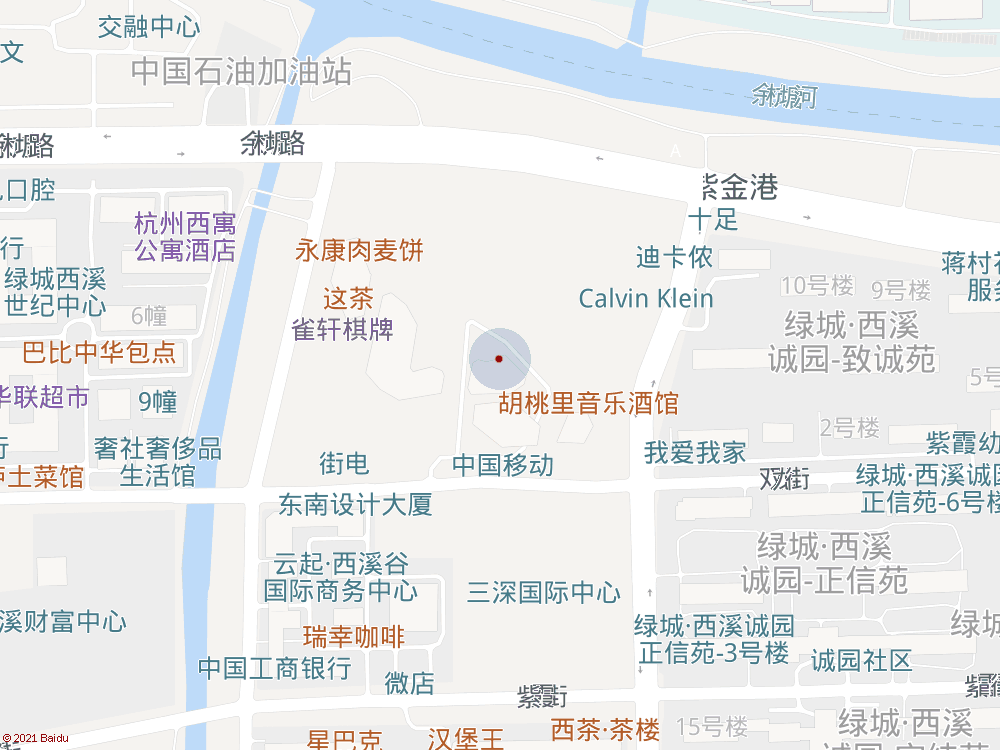 交融中心
文
中国石油加油站
余杭塘河
余杭塘路
余杭塘路
A
紫金港
口腔
十足
杭州西寓
公寓酒店
行
永康肉麦饼
迪卡侬
蒋村社
服务
绿城西溪
世纪中心
10号楼
9号楼
这茶
Calvin Klein
6幢
雀轩棋牌
绿城·西溪
诚园-致诚苑
巴比中华包点
5号
华联超市
9幢
胡桃里音乐酒馆
2号楼
行
奢社奢侈品
生活馆
我爱我家
紫霞幼
街电
中国移动
双龙街
绿城·西溪诚园
正信苑-6号楼
土菜馆
东南设计大厦
绿城·西溪
诚园-正信苑
云起·西溪谷
国际商务中心
三深国际中心
溪财富中心
瑞幸咖啡
绿城·西溪诚园
正信苑-3号楼
绿城
诚园社区
中国工商银行
微店
紫霞街
紫霞街
西茶·茶楼
15号楼
绿城·西溪
星巴克
汉堡王
© 2021 Baidu